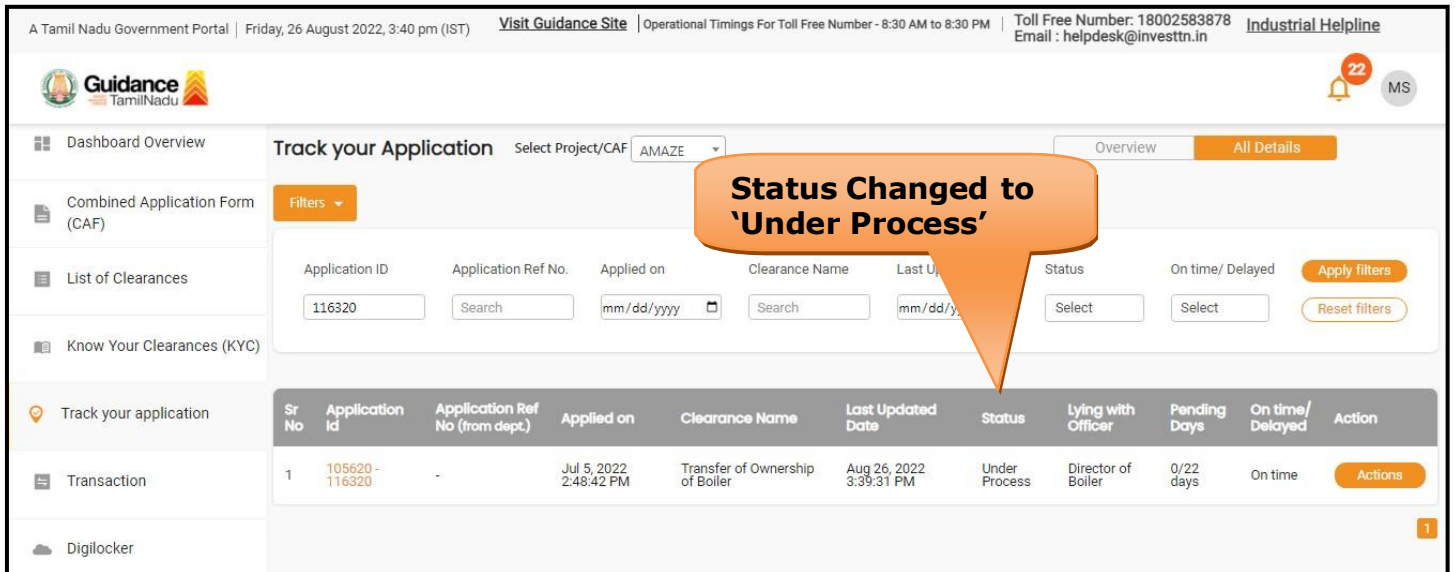 A Tamil Nadu Government Portal | Friday, 26 August 2022, 3:40 pm (IST) Visit Guidance Site | Operational Timings For Toll Free Number - 8:30 AM to 8:30 PM | Toll Free Number: 18002583878 Industrial Helpline
Email : helpdesk@investtn.in
Guidance
TamilNadu
22
MS
Dashboard Overview
Track your Application Select Project/CAF AMAZE Overview All Details
Status Changed to
‘Under Process’
Combined Application Form
(CAF)
Filters
List of Clearances
Application ID Application Ref No. Applied on Clearance Name Last Up Status On time/ Delayed Apply filters
116320 Search mm/dd/yyyy Search mm/dd/y Select Select Reset filters
Know Your Clearances (KYC)
Track your application
Sr Application Application Ref Applied on Clearance Name Last Updated Status Lying with Pending On time/ Action
No Id No (from dept.) Date Officer Days Delayed
Transaction
1 105620 - - Jul 5, 2022 Transfer of Ownership Aug 26, 2022 Under Director of 0/22 On time Actions
116320 2:48:42 PM of Boiler 3:39:31 PM Process Boiler days
1
Digilocker